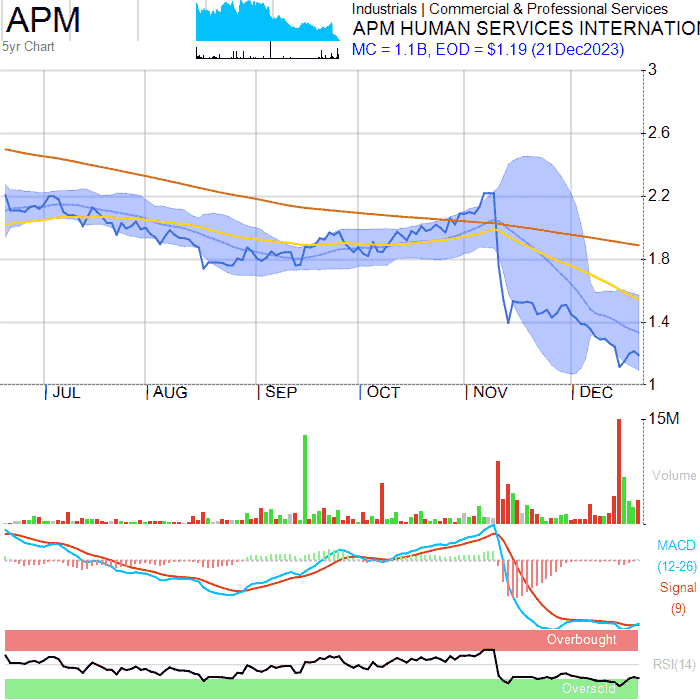 APM
5yr Chart
Industrials | Commercial & Professional Services
APM HUMAN SERVICES INTERNATIO
MC = 1.1B, EOD = $1.19 (21Dec2023)
3
2.6
2.2
1.8
1.4
1
JUL AUG SEP OCT NOV DEC
15M
Volume
MACD
(12-26)
Signal
(9)
Overbought
RSI(14)
Oversold